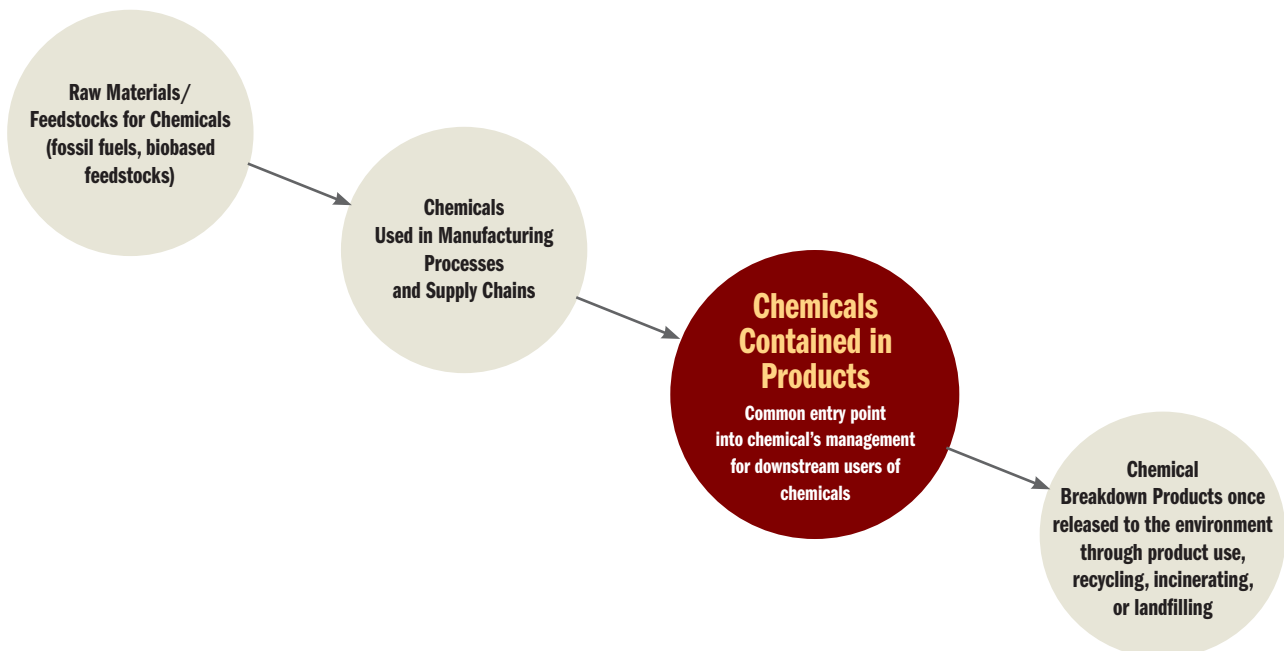 Raw Materials/
Feedstocks for Chemicals
(fossil fuels, biobased
feedstocks)
Chemicals
Used in Manufacturing
Processes
and Supply Chains
Chemicals
Contained in
Products
Common entry point
into chemical’s management
for downstream users of
chemicals
Chemical
Breakdown Products once
released to the environment
through product use,
recycling, incinerating,
or landfilling